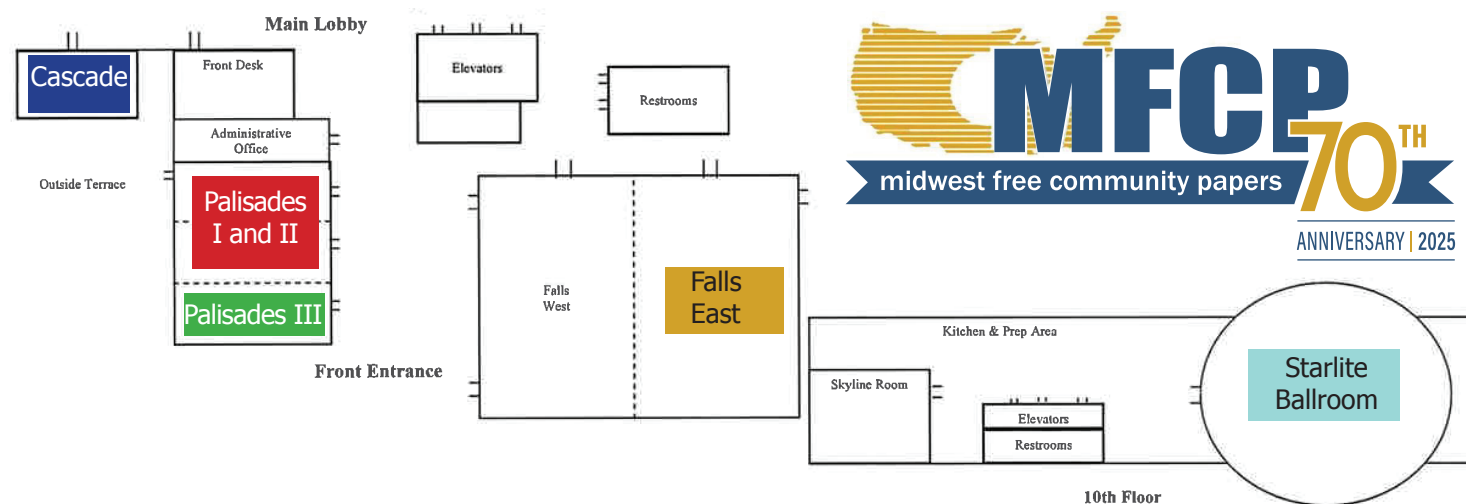 Main Lobby
Cascade
Front Desk
Elevators
Restrooms
Administrative
Office
Outside Terrace
Palisades
I and II
Palisades III
Front Entrance
Falls
West
Falls
East
MFCP
70TH
midwest free community papers
ANNIVERSARY | 2025
Kitchen & Prep Area
Skyline Room
Elevators
Restrooms
Starlite
Ballroom
10th Floor